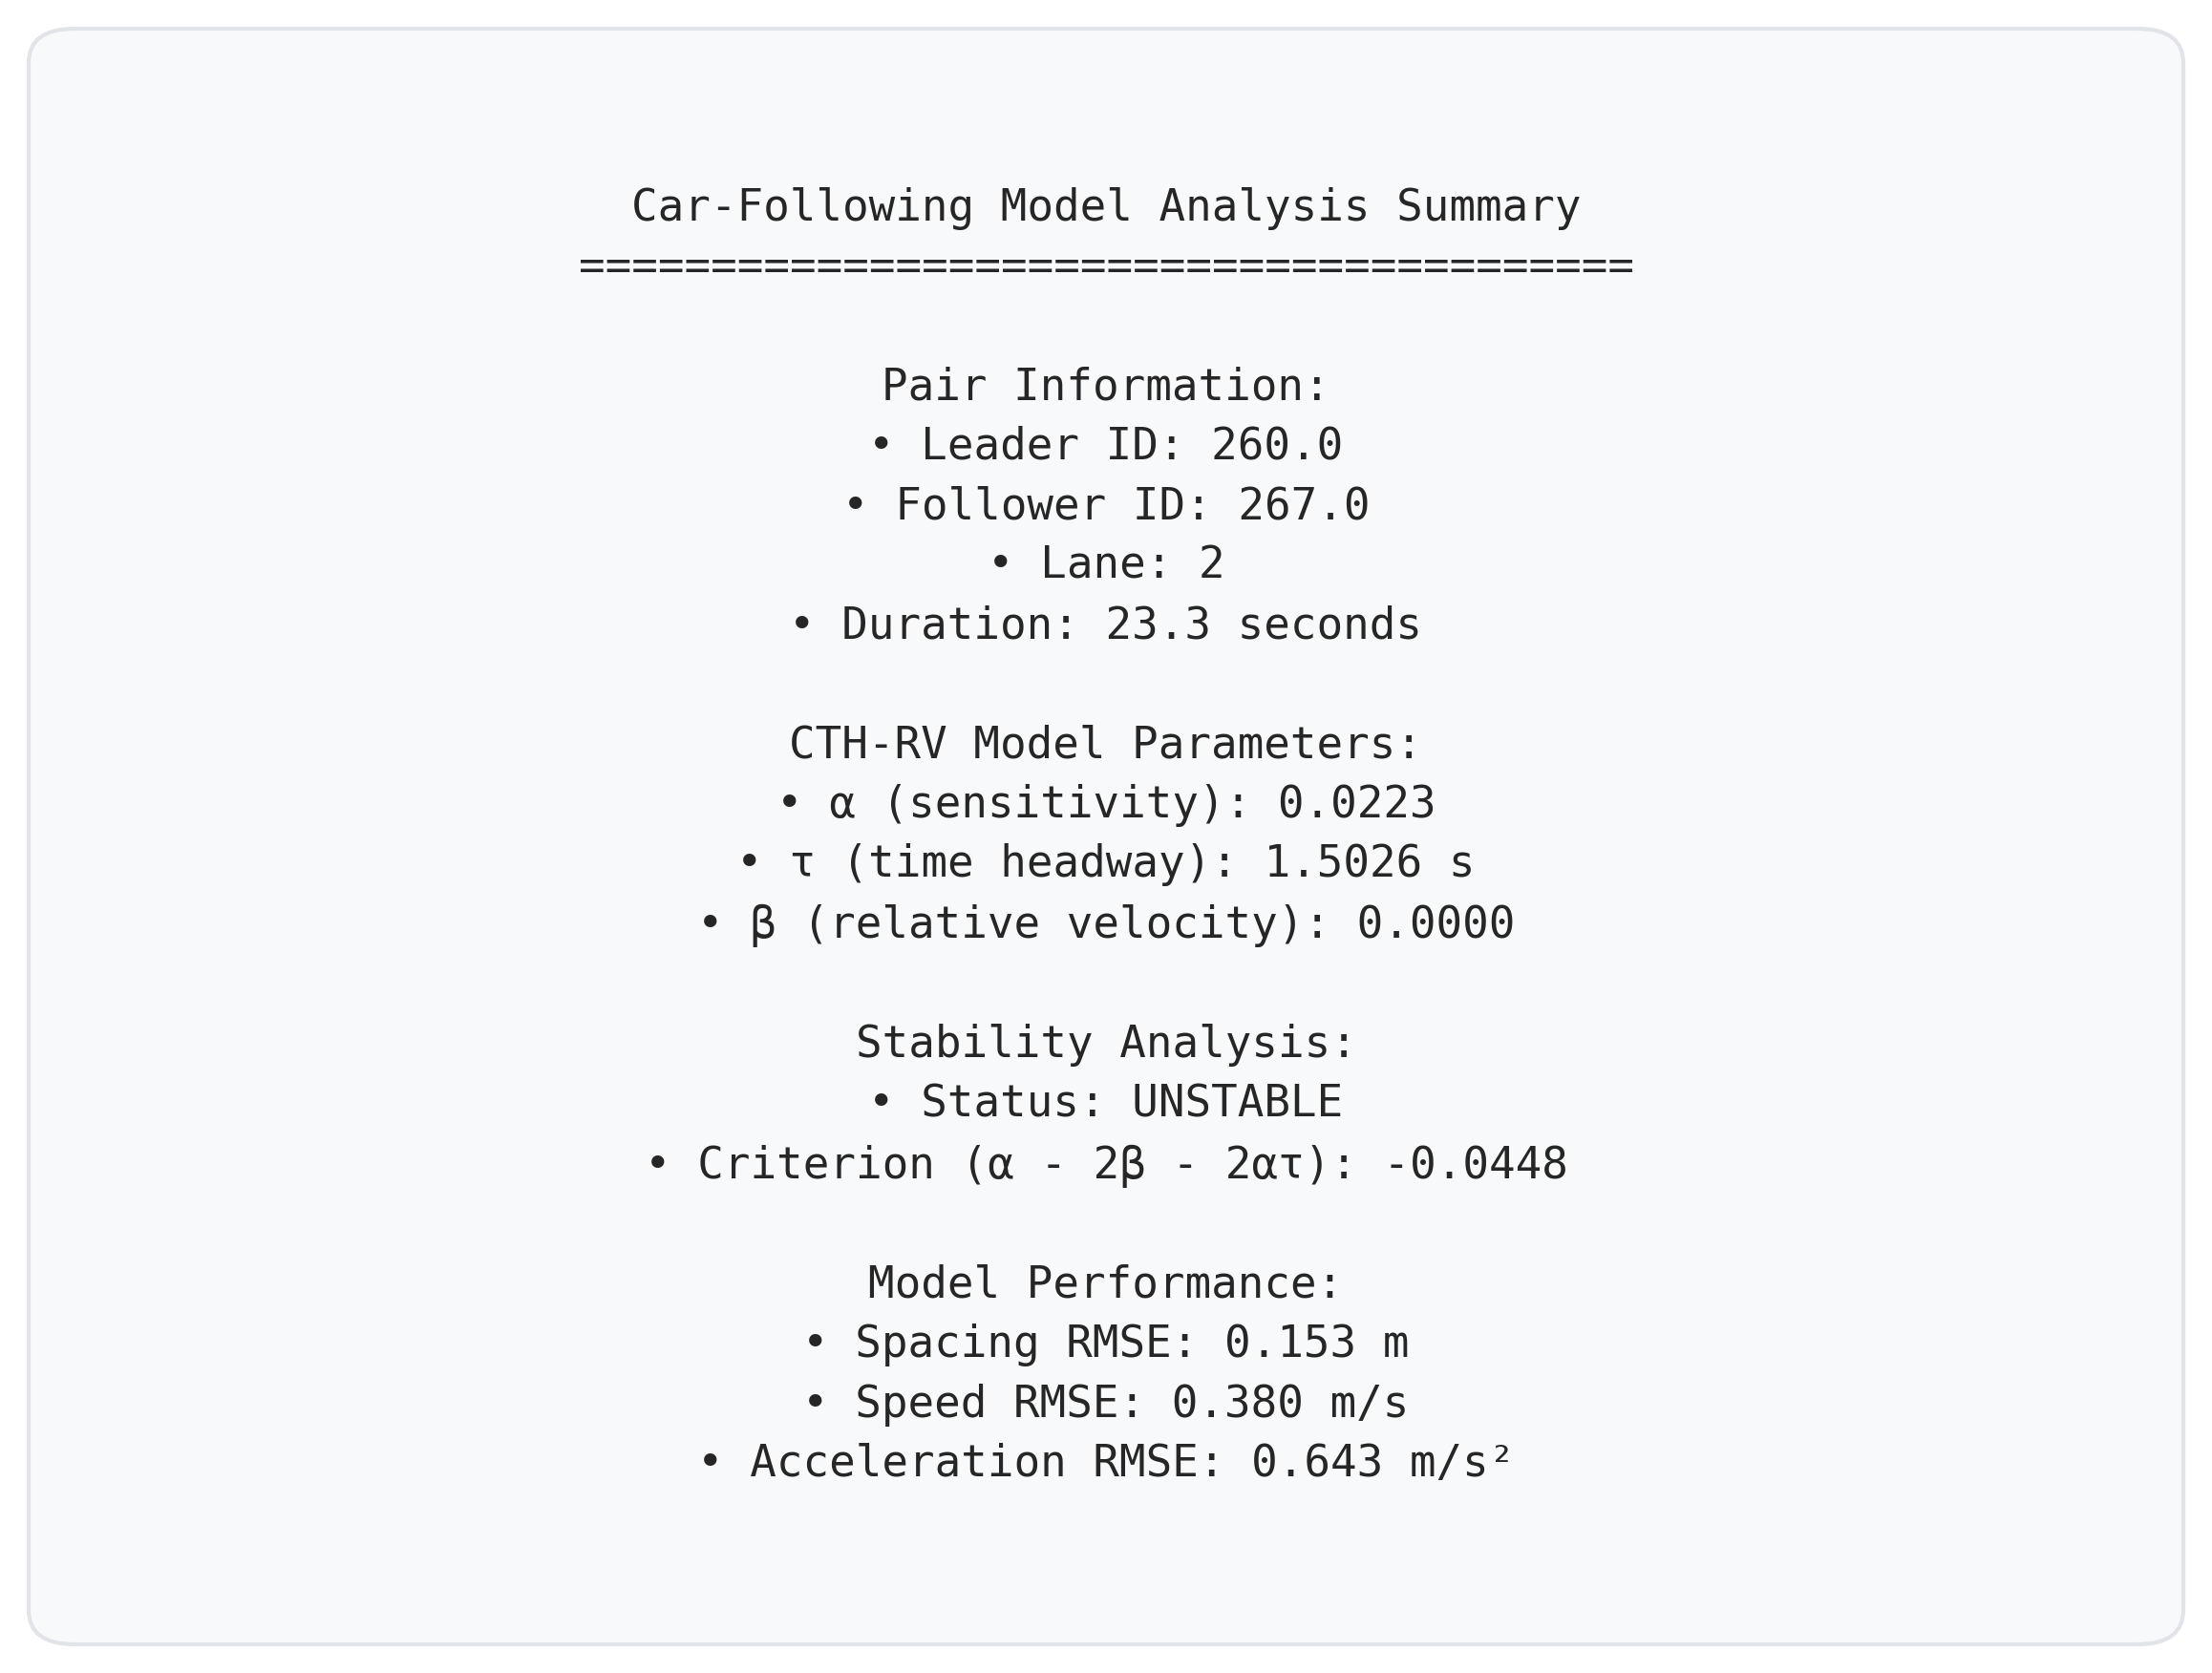 Car-Following Model Analysis Summary
========================================
Pair Information:
• Leader ID: 260.0
• Follower ID: 267.0
• Lane: 2
• Duration: 23.3 seconds
CTH-RV Model Parameters:
• α (sensitivity): 0.0223
• τ (time headway): 1.5026 s
• β (relative velocity): 0.0000
Stability Analysis:
• Status: UNSTABLE
• Criterion (α - 2β - 2ατ): -0.0448
Model Performance:
• Spacing RMSE: 0.153 m
• Speed RMSE: 0.380 m/s
• Acceleration RMSE: 0.643 m/s²